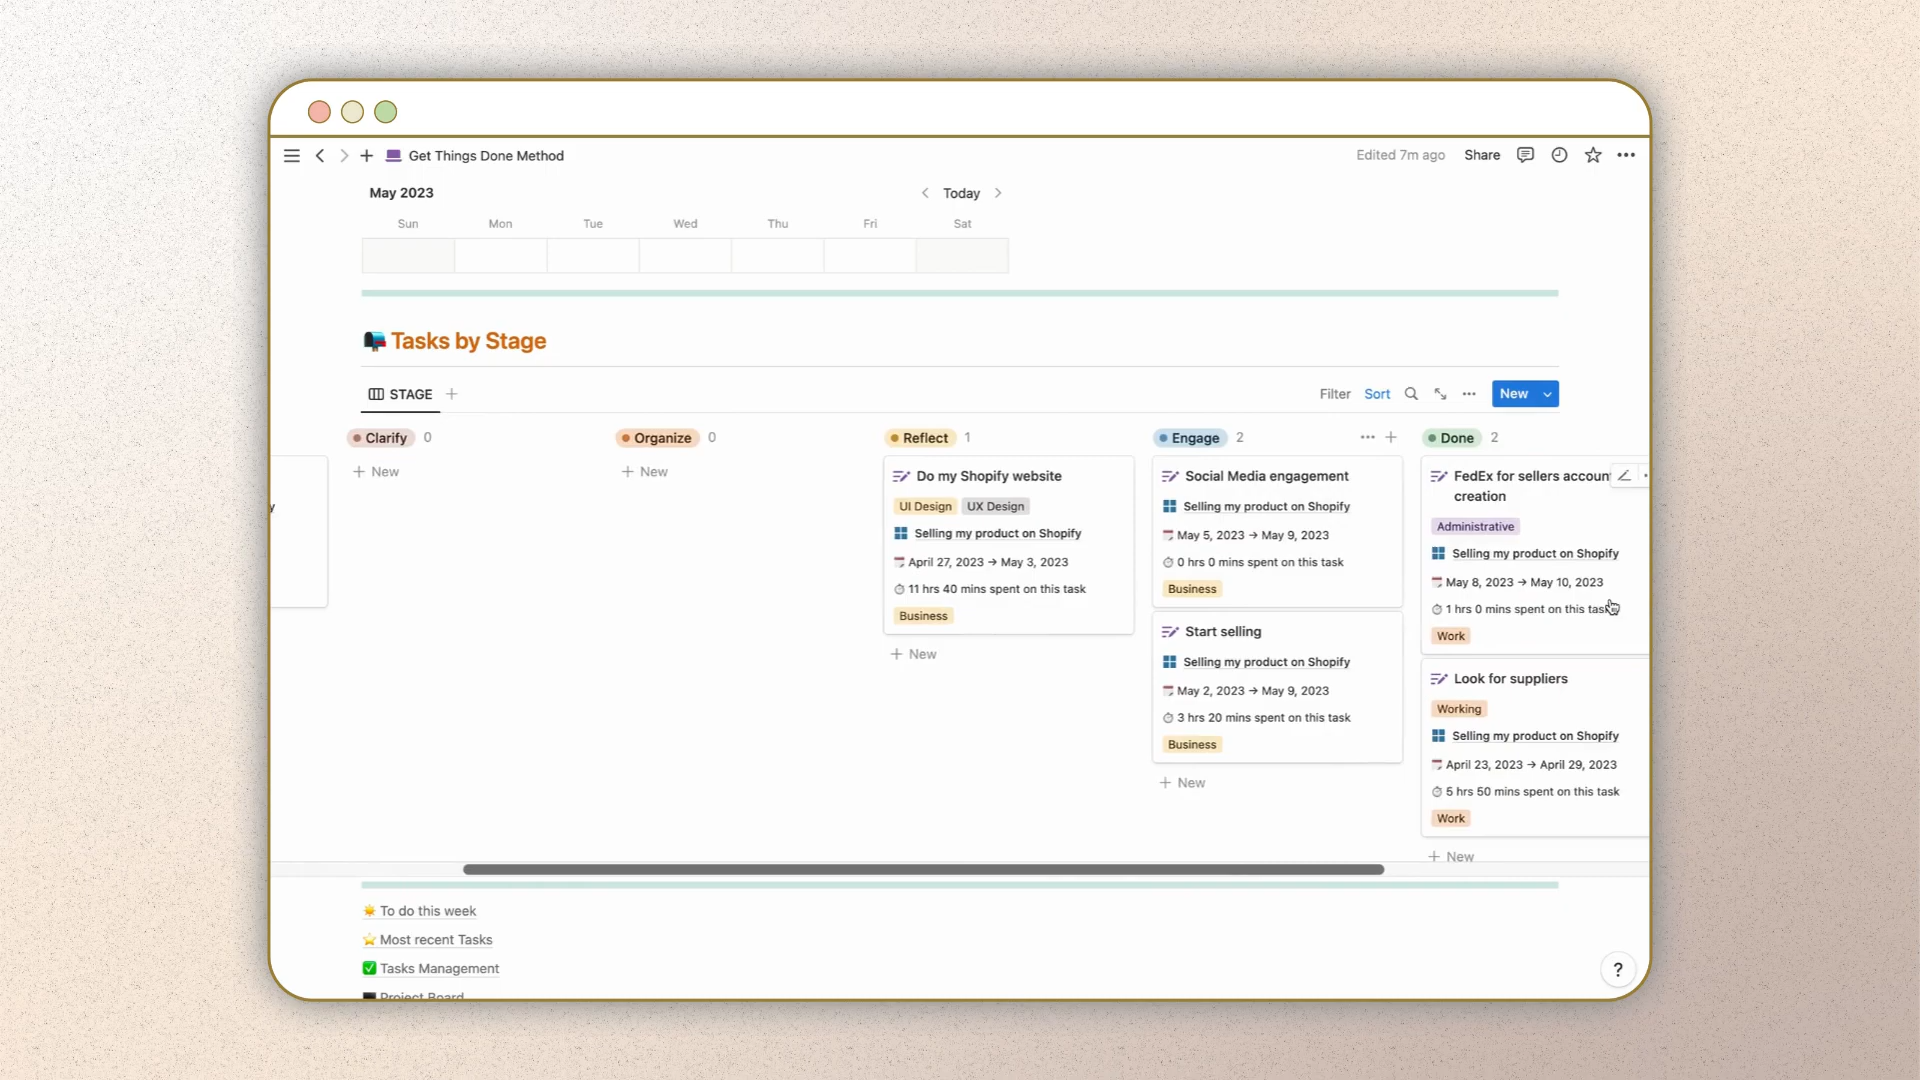 Get Things Done Method
Edited 7m ago
Share
May 2023
Today
Sun Mon Tue Wed Thu Fri Sat
Tasks by Stage
STAGE
Filter
Sort
New
Clarify 0
New
Organize 0
New
Reflect 1
Do my Shopify website
UI Design UX Design
Selling my product on Shopify
April 27, 2023 → May 3, 2023
11 hrs 40 mins spent on this task
Business
New
Engage 2
Social Media engagement
Selling my product on Shopify
May 5, 2023 → May 9, 2023
0 hrs 0 mins spent on this task
Business
Start selling
Selling my product on Shopify
May 2, 2023 → May 9, 2023
3 hrs 20 mins spent on this task
Business
New
Done 2
FedEx for sellers account
creation
Administrative
Selling my product on Shopify
May 8, 2023 → May 10, 2023
1 hrs 0 mins spent on this task
Work
Look for suppliers
Working
Selling my product on Shopify
April 23, 2023 → April 29, 2023
5 hrs 50 mins spent on this task
Work
New
To do this week
Most recent Tasks
Tasks Management
Project Board
?